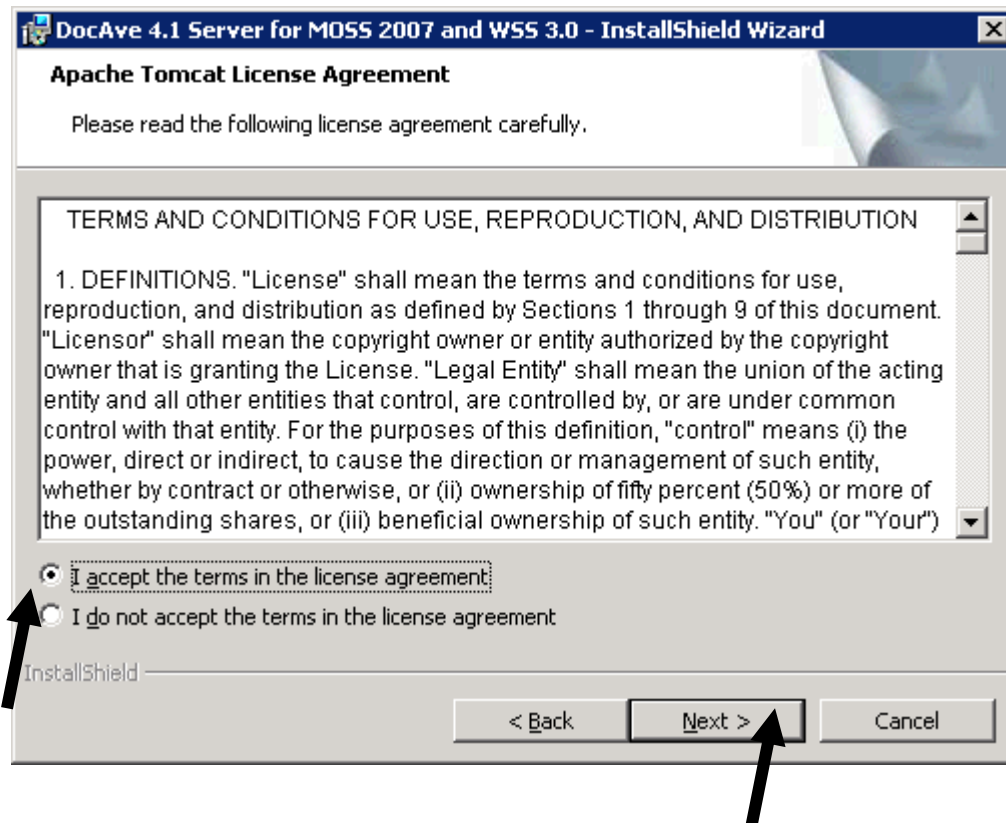 DocAve 4.1 Server for MOSS 2007 and WSS 3.0 - InstallShield Wizard
Apache Tomcat License Agreement
Please read the following license agreement carefully.
TERMS AND CONDITIONS FOR USE, REPRODUCTION, AND DISTRIBUTION
1. DEFINITIONS. "License" shall mean the terms and conditions for use,
reproduction, and distribution as defined by Sections 1 through 9 of this document.
"Licensor" shall mean the copyright owner or entity authorized by the copyright
owner that is granting the License. "Legal Entity" shall mean the union of the acting
entity and all other entities that control, are controlled by, or are under common
control with that entity. For the purposes of this definition, "control" means (i) the
power, direct or indirect, to cause the direction or management of such entity,
whether by contract or otherwise, or (ii) ownership of fifty percent (50%) or more of
the outstanding shares, or (iii) beneficial ownership of such entity. "You" (or "Your")
I accept the terms in the license agreement
I do not accept the terms in the license agreement
InstallShield
< Back Next > Cancel